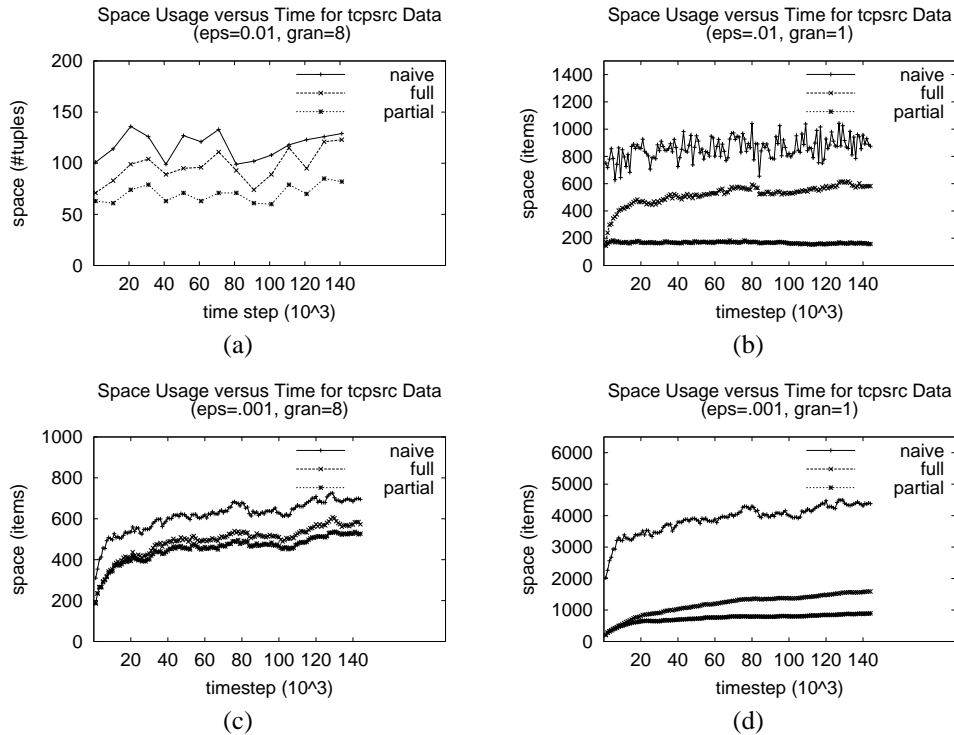 Space Usage versus Time for tcpsrc Data
(eps=0.01, gran=8)
200
150
100
50
0
space (#tuples)
naive
full
partial
20 40 60 80 100 120 140
time step (10^3)
(a)
Space Usage versus Time for tcpsrc Data
(eps=.01, gran=1)
1400
1200
1000
800
600
400
200
0
space (items)
naive
full
partial
20 40 60 80 100 120 140
timestep (10^3)
(b)
Space Usage versus Time for tcpsrc Data
(eps=.001, gran=8)
1000
800
600
400
200
0
space (items)
naive
full
partial
20 40 60 80 100 120 140
timestep (10^3)
(c)
Space Usage versus Time for tcpsrc Data
(eps=.001, gran=1)
6000
5000
4000
3000
2000
1000
0
space (items)
naive
full
partial
20 40 60 80 100 120 140
timestep (10^3)
(d)